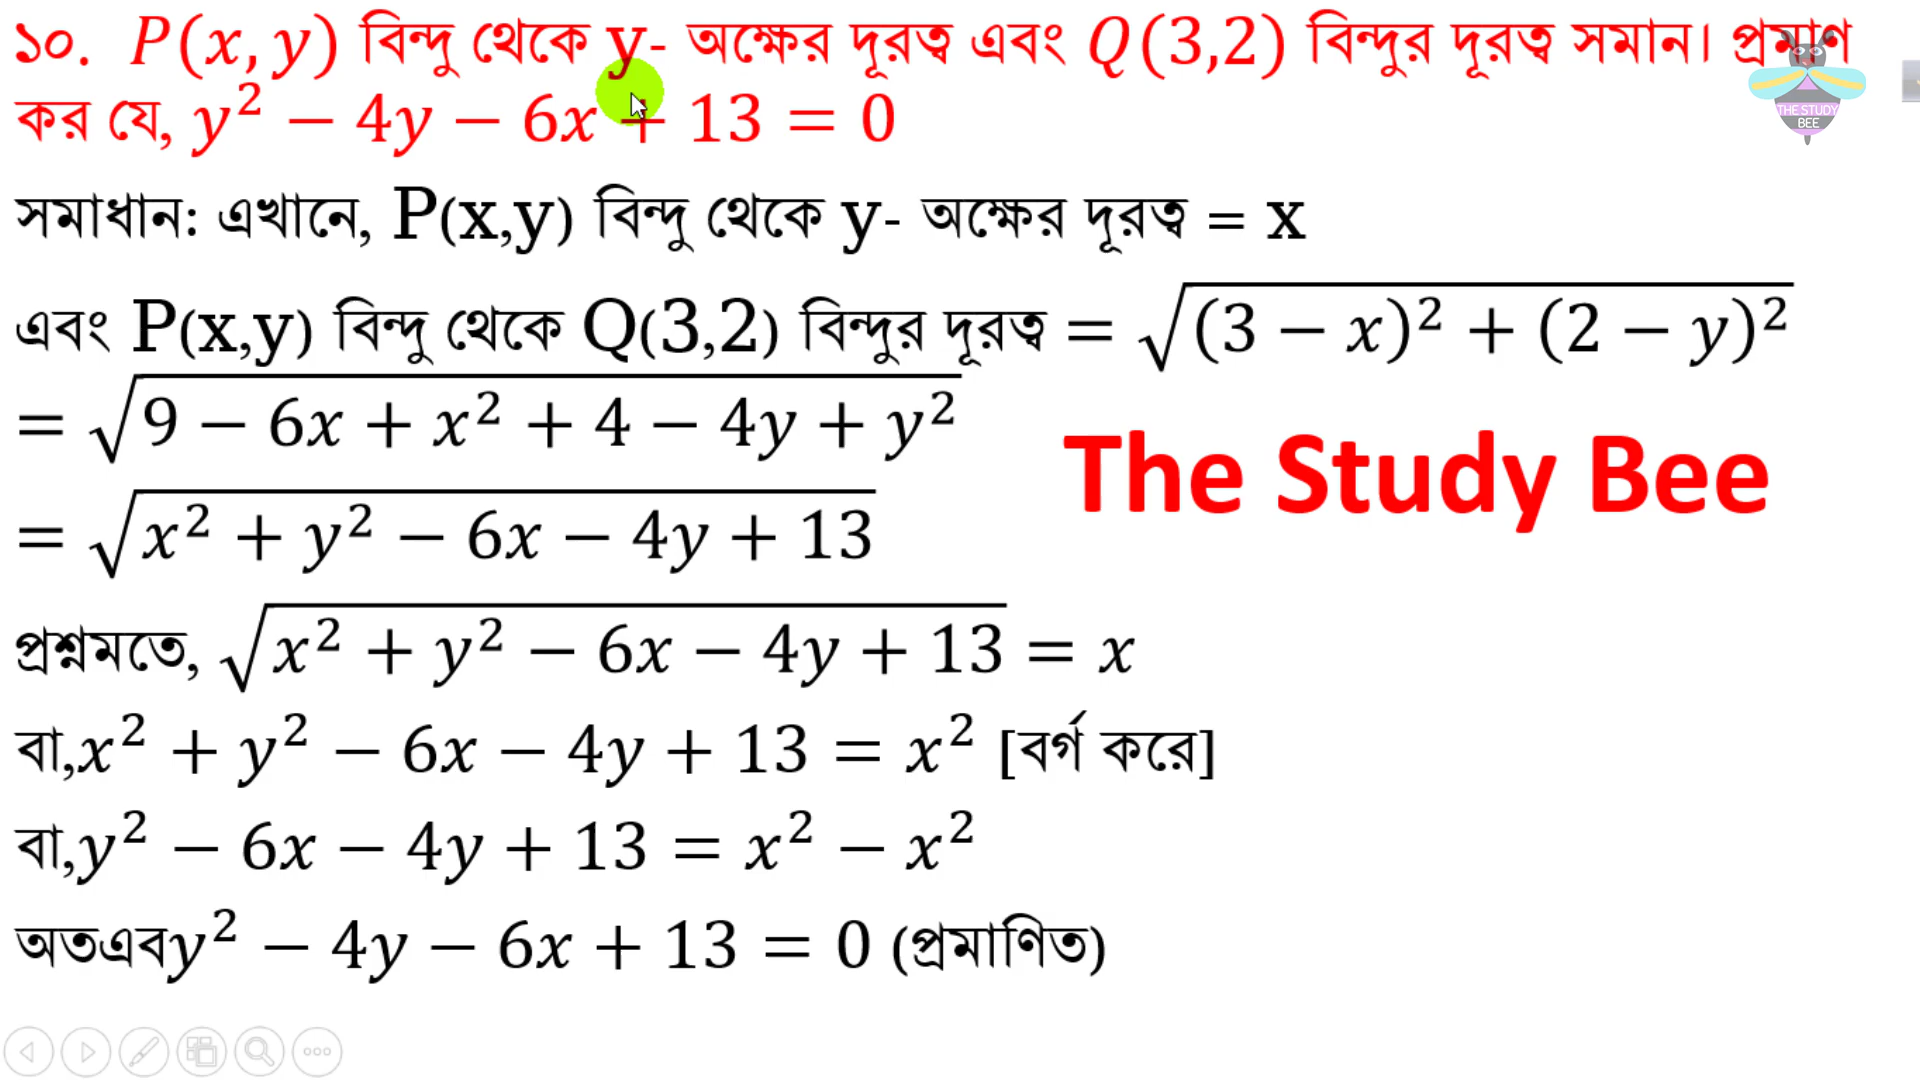 ১০. P(x, y) বিন্দু থেকে y- অক্ষের দূরত্ব এবং Q(3,2) বিন্দুর দূরত্ব সমান। প্রমাণ
কর যে, y² − 4y − 6x + 13 = 0
THE STUDY
BEE
সমাধান: এখানে, P(x,y) বিন্দু থেকে y- অক্ষের দূরত্ব = x
এবং P(x,y) বিন্দু থেকে Q(3,2) বিন্দুর দূরত্ব = √((3 − x)² + (2 − y)²)
= √(9 − 6x + x² + 4 − 4y + y²)
The Study Bee
= √(x² + y² − 6x − 4y + 13)
প্রশ্নমতে, √(x² + y² − 6x − 4y + 13) = x
বা,x² + y² − 6x − 4y + 13 = x² [বর্গ করে]
বা,y² − 6x − 4y + 13 = x² − x²
অতএবy² − 4y − 6x + 13 = 0 (প্রমাণিত)